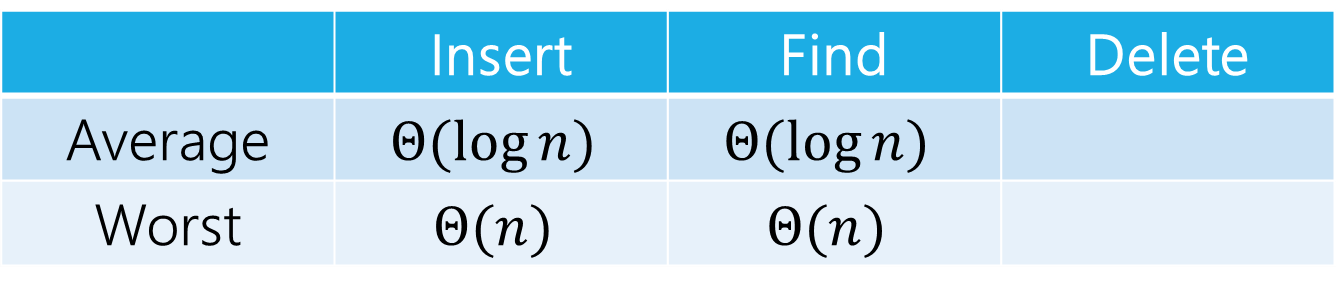 Insert Find Delete
Average Θ(log n) Θ(log n)
Worst Θ(n) Θ(n)